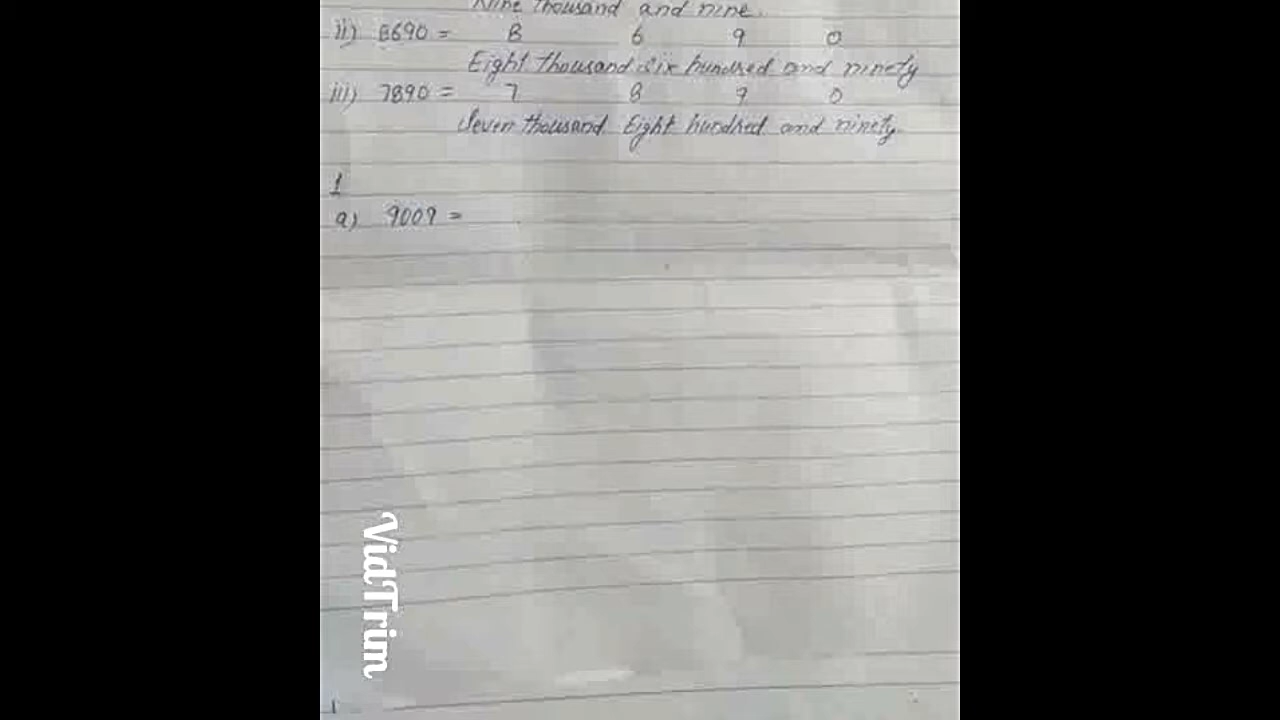 Nine thousand and nine.
ii) 8690 = 8 6 9 0
Eight thousand six hundred and ninety
iii) 7890 = 7 8 9 0
Seven thousand Eight hundred and ninety.
1
a) 9009 =
VidTrim